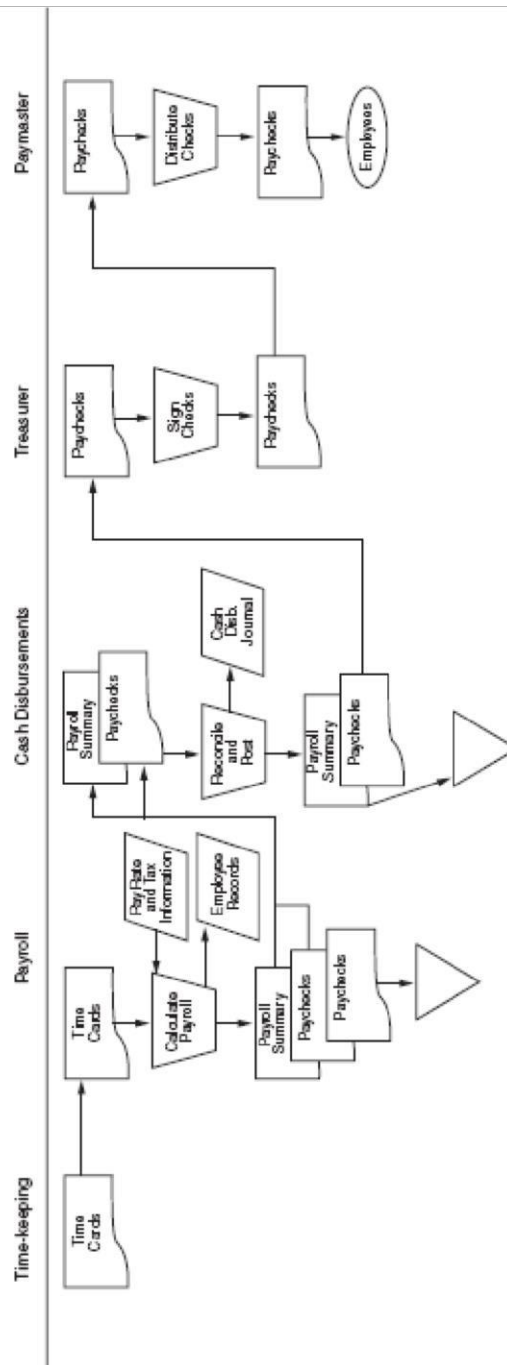 Time-keeping
Payroll
Cash Disbursements
Treasurer
Paymaster
Time
Cards
Time
Cards
Calculate
Payroll
Pay Rate
and Tax
Information
Employee
Records
Payroll
Summary
Paychecks
Paychecks
Payroll
Summary
Paychecks
Reconcile
and
Post
Cash
Disb.
Journal
Payroll
Summary
Paychecks
Paychecks
Sign
Checks
Paychecks
Paychecks
Distribute
Checks
Paychecks
Employees